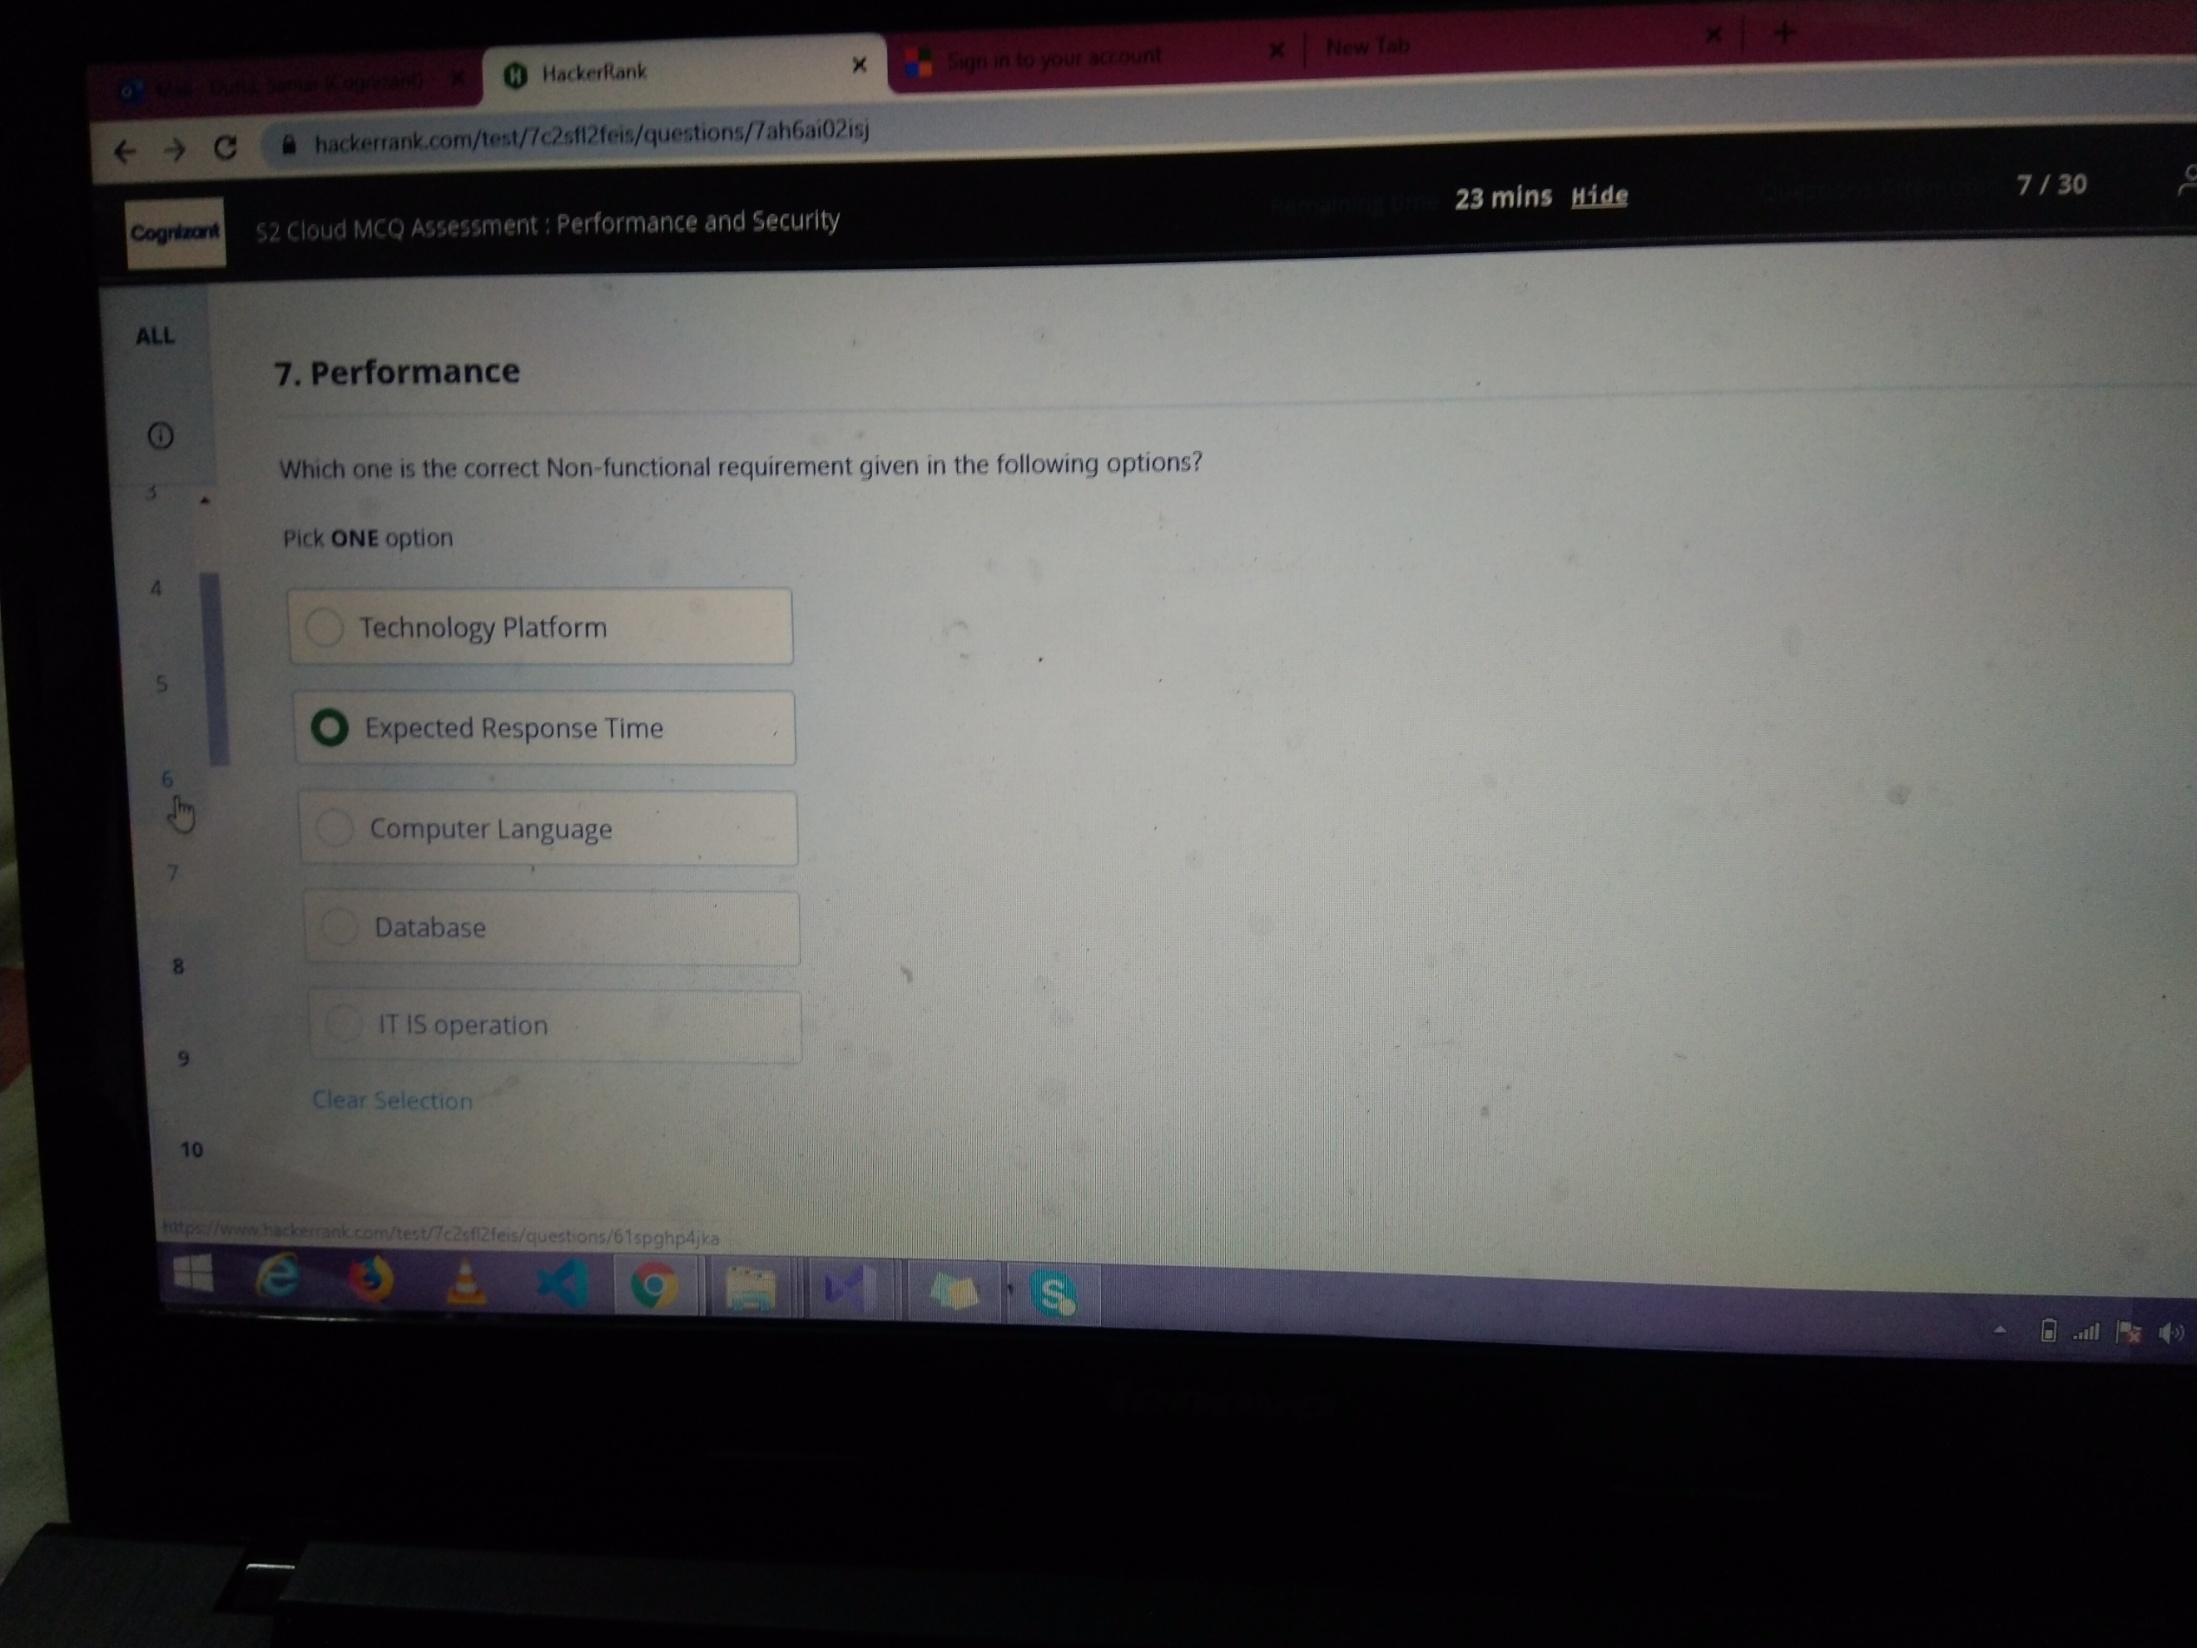 HackerRank
Sign in to your account
New Tab
hackerrank.com/test/7c2sfl2feis/questions/7ah6ai02isj
Cognizant
S2 Cloud MCQ Assessment : Performance and Security
23 mins Hide
7 / 30
ALL
7. Performance
Which one is the correct Non-functional requirement given in the following options?
3
Pick ONE option
4
Technology Platform
5
Expected Response Time
6
Computer Language
7
Database
8
IT IS operation
9
Clear Selection
10
https://www.hackerrank.com/test/7c2sfl2feis/questions/61spghp4jka